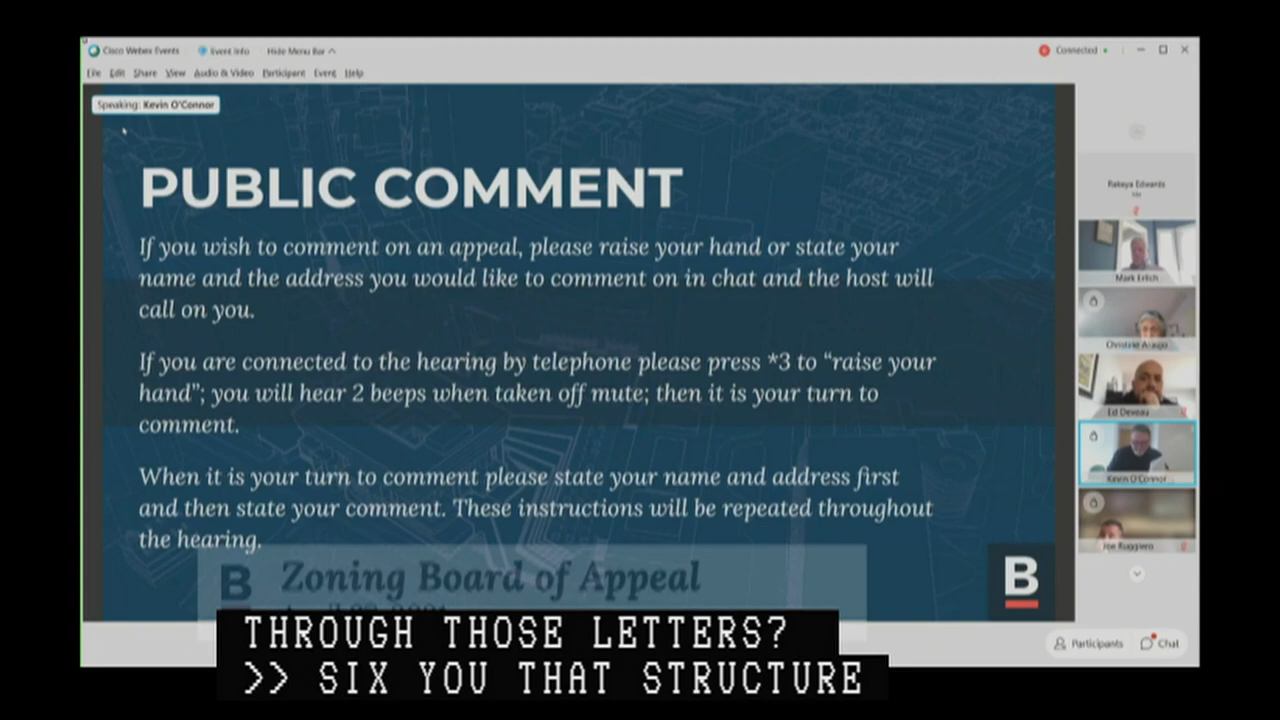 Cisco Webex Events Event Info Hide Menu Bar
Connected
File Edit Share View Audio & Video Participant Event Help
Speaking: Kevin O'Connor
PUBLIC COMMENT
If you wish to comment on an appeal, please raise your hand or state your
name and the address you would like to comment on in chat and the host will
call on you.
If you are connected to the hearing by telephone please press *3 to “raise your
hand”; you will hear 2 beeps when taken off mute; then it is your turn to
comment.
When it is your turn to comment please state your name and address first
and then state your comment. These instructions will be repeated throughout
the hearing.
Rakeya Edwards
Me
Mark Erlich
Christine Araujo
Ed Deveau
Kevin O'Connor
Joe Ruggiero
B
B Zoning Board of Appeal
Participants Chat
THROUGH THOSE LETTERS?
>> SIX YOU THAT STRUCTURE